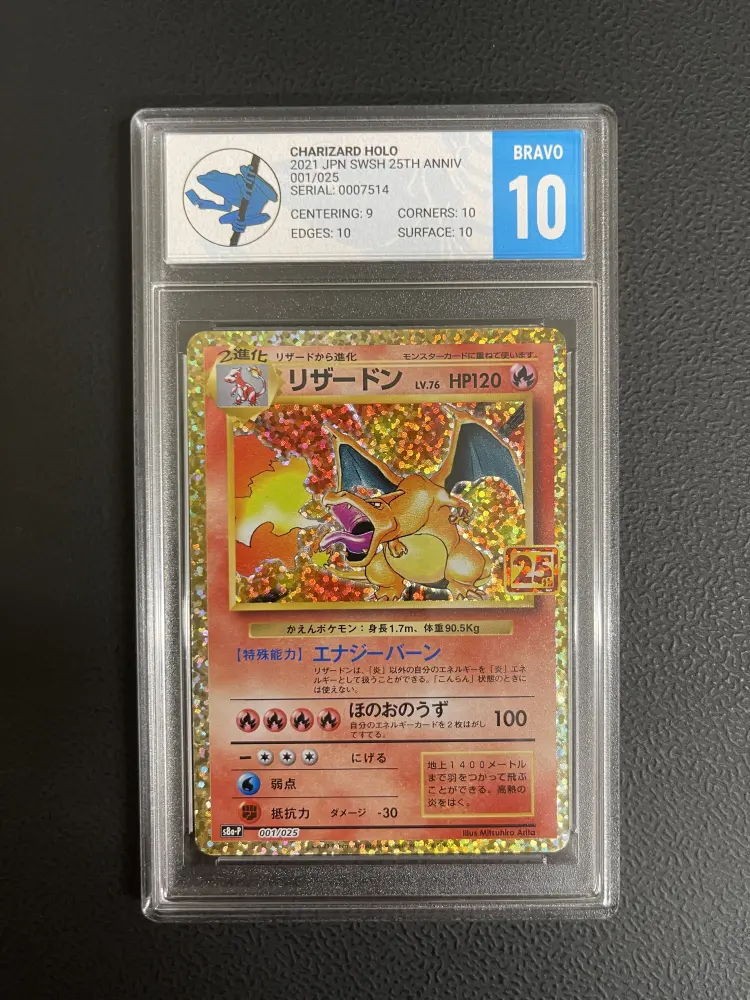 CHARIZARD HOLO
2021 JPN SWSH 25TH ANNIV
001/025
SERIAL: 0007514
CENTERING: 9 CORNERS: 10
EDGES: 10 SURFACE: 10
BRAVO
10
2進化 リザードから進化 モンスターカードに重ねて使います。
リザードン LV.76 HP120
25th
かえんポケモン:身長1.7m、体重90.5Kg
【特殊能力】エナジーバーン
リザードンは、「炎」以外の自分のエネルギーを「炎」エネ
ルギーとして扱うことができる。「こんらん」状態のときに
は使えない。
ほのおのうず 100
自分のエネルギーカードを2枚はがし
てすてる。
ー にげる
弱点
抵抗力 ダメージ -30
地上1400メートル
まで羽をつかって飛ぶ
ことができる。高熱の
炎をはく。
s8a-P 001/025 Illus.Mitsuhiro Arita